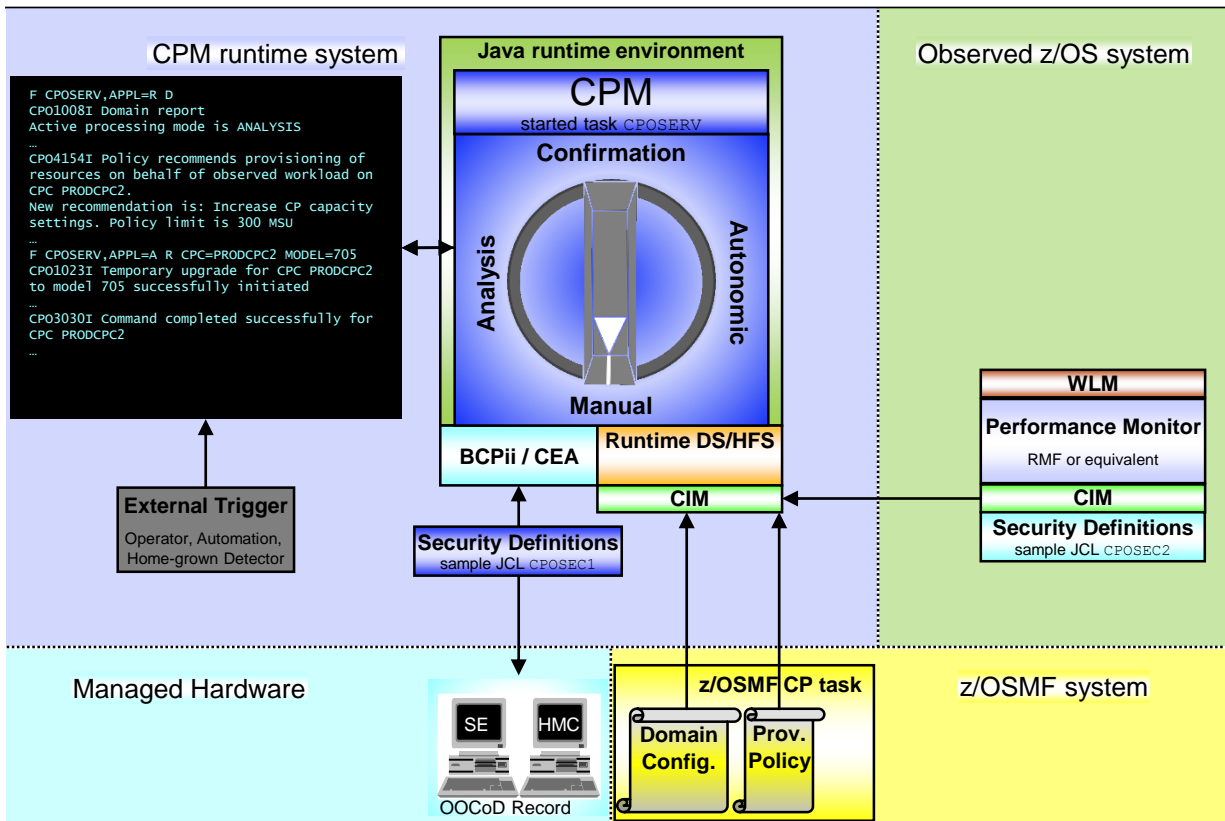 CPM runtime system
F CPOSERV,APPL=R D
CPO1008I Domain report
Active processing mode is ANALYSIS
…
CPO4154I Policy recommends provisioning of
resources on behalf of observed workload on
CPC PRODCPC2.
New recommendation is: Increase CP capacity
settings. Policy limit is 300 MSU
…
F CPOSERV,APPL=A R CPC=PRODCPC2 MODEL=705
CPO1023I Temporary upgrade for CPC PRODCPC2
to model 705 successfully initiated
…
CPO3030I Command completed successfully for
CPC PRODCPC2
…
External Trigger
Operator, Automation,
Home-grown Detector
Java runtime environment
CPM
started task CPOSERV
Confirmation
Analysis
Autonomic
Manual
BCPii / CEA
Runtime DS/HFS
CIM
Security Definitions
sample JCL CPOSEC1
Observed z/OS system
WLM
Performance Monitor
RMF or equivalent
CIM
Security Definitions
sample JCL CPOSEC2
Managed Hardware
SE
HMC
OOCoD Record
z/OSMF CP task
Domain
Config.
Prov.
Policy
z/OSMF system